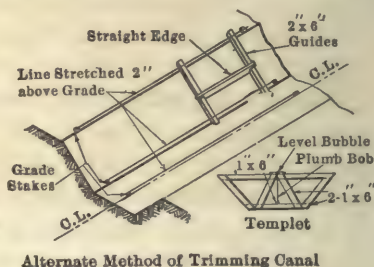 Straight Edge
2" x 6"
Guides
Line Stretched 2"
above Grade
C.L.
Grade
Stakes
C.L.
Level Bubble
Plumb Bob
1" x 6"
2-1" x 6"
Templet
Alternate Method of Trimming Canal